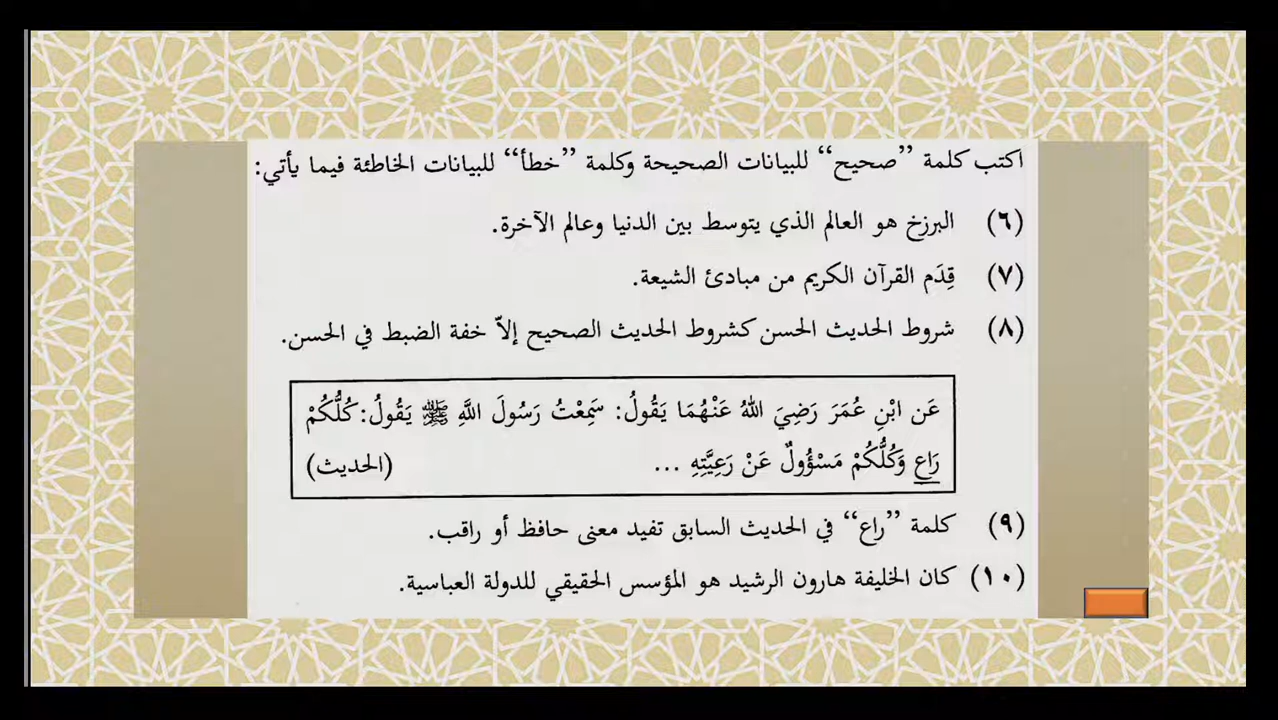 اكتب كلمة ”صحيح“ للبيانات الصحيحة وكلمة ”خطأ“ للبيانات الخاطئة فيما يأتي:
(٦) البرزخ هو العالم الذي يتوسط بين الدنيا وعالم الآخرة.
(٧) قِدَم القرآن الكريم من مبادئ الشيعة.
(٨) شروط الحديث الحسن كشروط الحديث الصحيح إلاّ خفة الضبط في الحسن.
عَن ابْنِ عُمَرَ رَضِيَ اللهُ عَنْهُمَا يَقُولُ: سَمِعْتُ رَسُولَ اللَّهِ ﷺ يَقُولُ: كُلُّكُمْ
رَاعٍ وَكُلُّكُمْ مَسْؤُولٌ عَنْ رَعِيَّتِهِ ... (الحديث)
(٩) كلمة ”راع“ في الحديث السابق تفيد معنى حافظ أو راقب.
(١٠) كان الخليفة هارون الرشيد هو المؤسس الحقيقي للدولة العباسية.